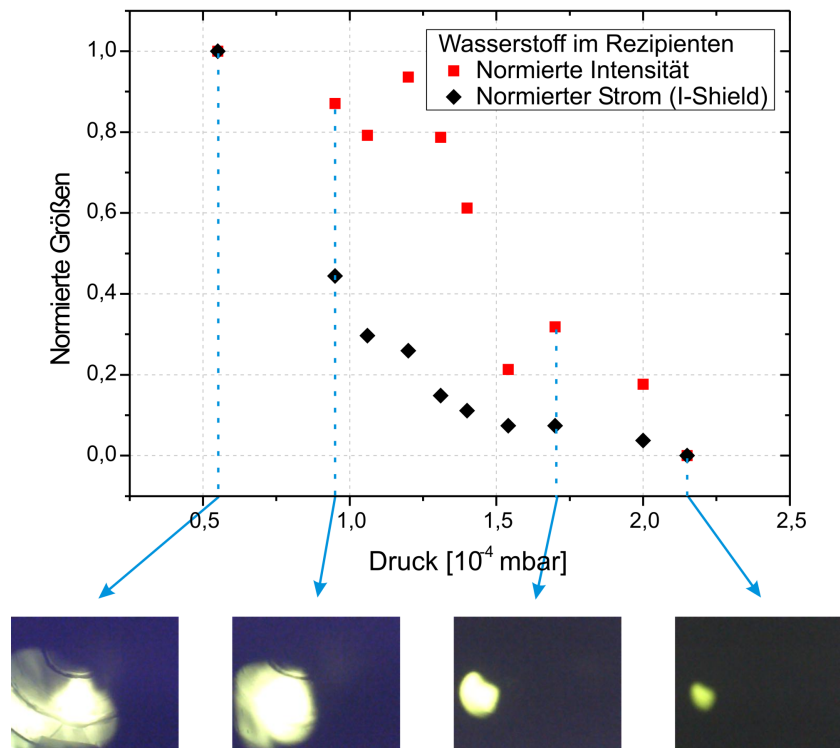 Wasserstoff im Rezipienten
Normierte Intensität
Normierter Strom (I-Shield)
Normierte Größen
1,0
0,8
0,6
0,4
0,2
0,0
0,5
1,0
1,5
2,0
2,5
Druck [10⁻⁴ mbar]